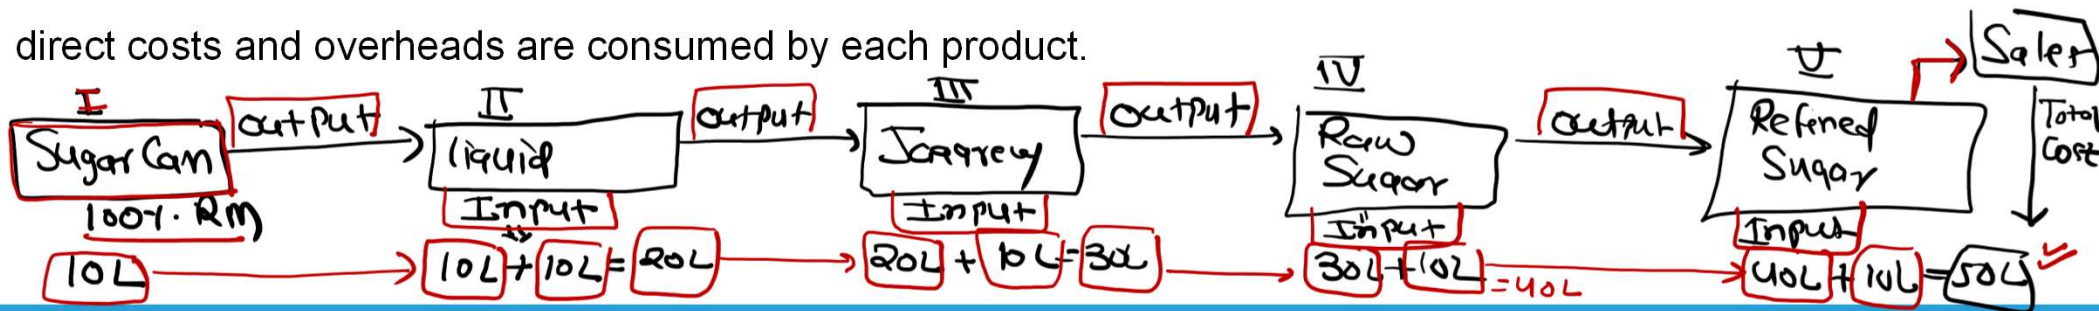 direct costs and overheads are consumed by each product.
I II III IV V Sales
Sugar Can output liquid output Jaagrey output Raw Sugar output Refined Sugar Total Cost
100% RM Input Input Input Input
10L 10L + 10L = 20L 20L + 10L = 30L 30L + 10L = 40L 40L + 10L = 50L